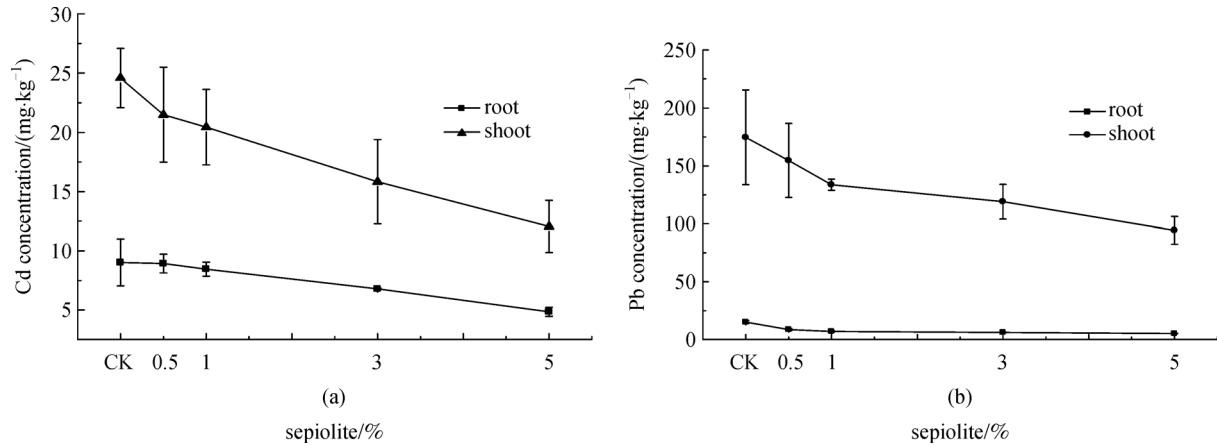 30
25
20
15
10
5
Cd concentration/(mg·kg⁻¹)
root
shoot
CK 0.5 1 3 5
(a)
sepiolite/%
250
200
150
100
50
0
Pb concentration/(mg·kg⁻¹)
root
shoot
CK 0.5 1 3 5
(b)
sepiolite/%